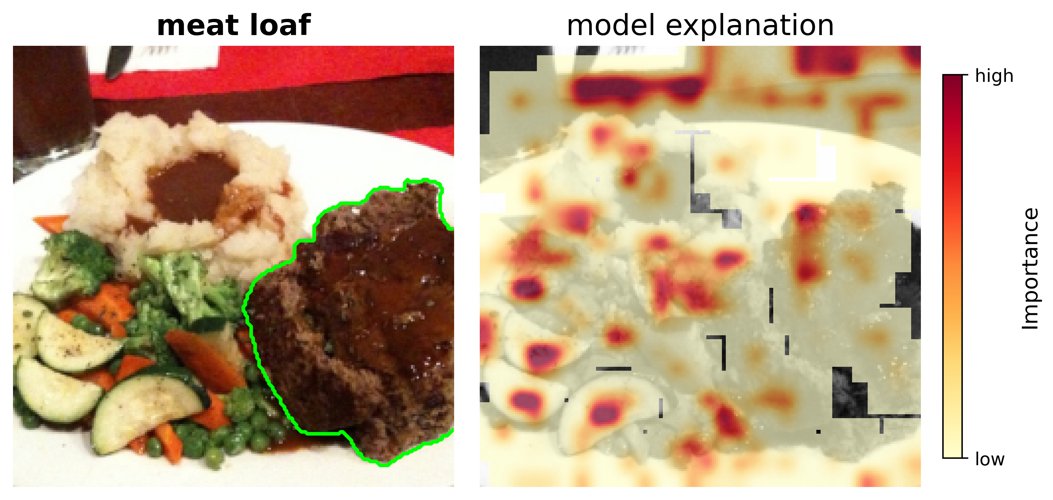 meat loaf
model explanation
high
Importance
low